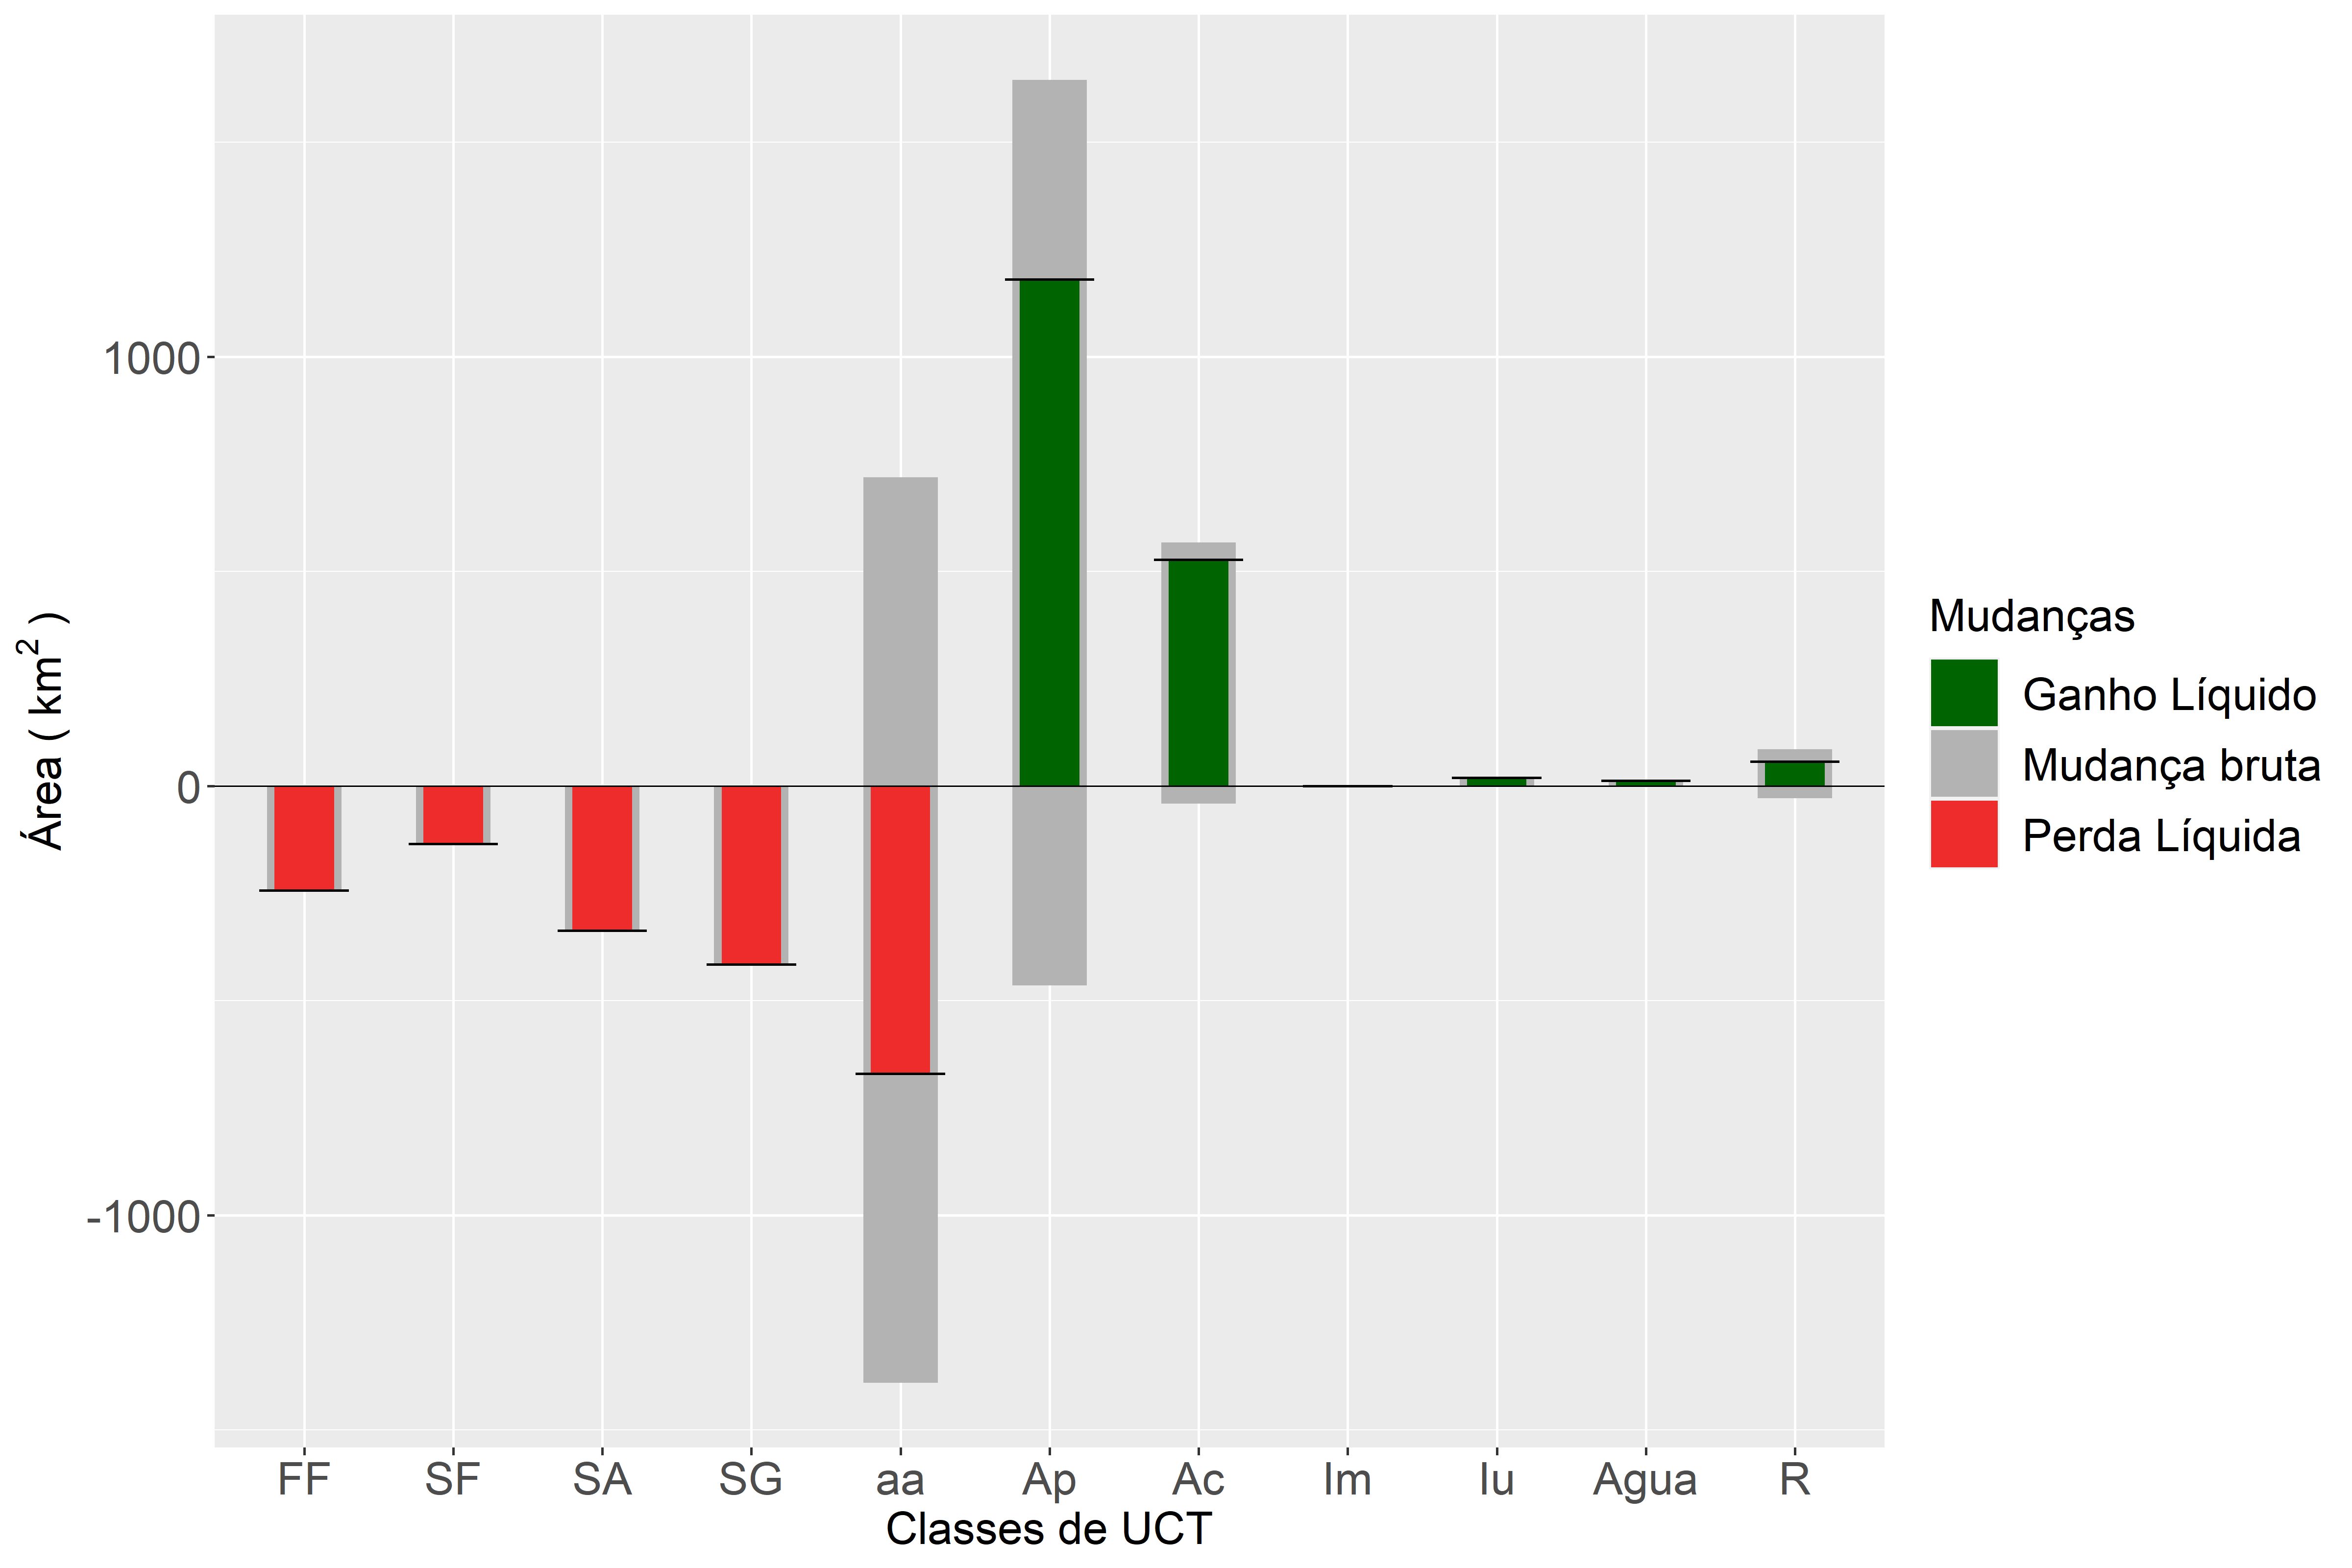 Área ( km² )
1000
0
-1000
FF SF SA SG aa Ap Ac Im Iu Agua R
Classes de UCT
Mudanças
Ganho Líquido
Mudança bruta
Perda Líquida